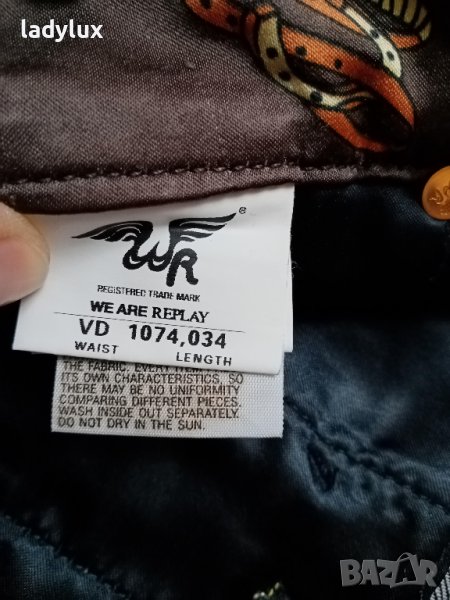 ladylux
WR
®
REGISTERED TRADE MARK
WE ARE REPLAY
VD 1074,034
WAIST LENGTH
THE FABRIC. EVERY ITEM
ITS OWN CHARACTERISTICS, SO
THERE MAY BE NO UNIFORMITY
COMPARING DIFFERENT PIECES.
WASH INSIDE OUT SEPARATELY.
DO NOT DRY IN THE SUN.
BAZAR